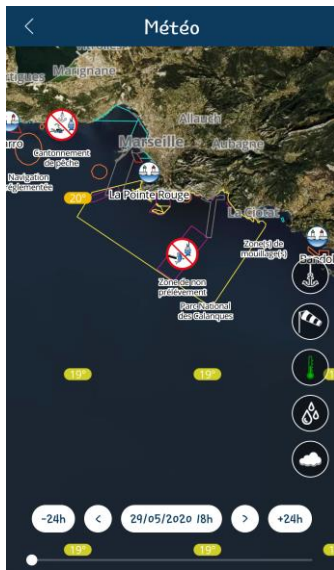 Météo
Marignane
Allauch
Marseille
Aubagne
Cantonnement
de pêche
Navigation
réglementée
20°
La Pointe Rouge
La Ciotat
Zone(s) de
mouillage(-)
Zone de non
prélèvement
Parc National
des Calanques
19°
19°
-24h
<
29/05/2020 18h
>
+24h
19°
19°